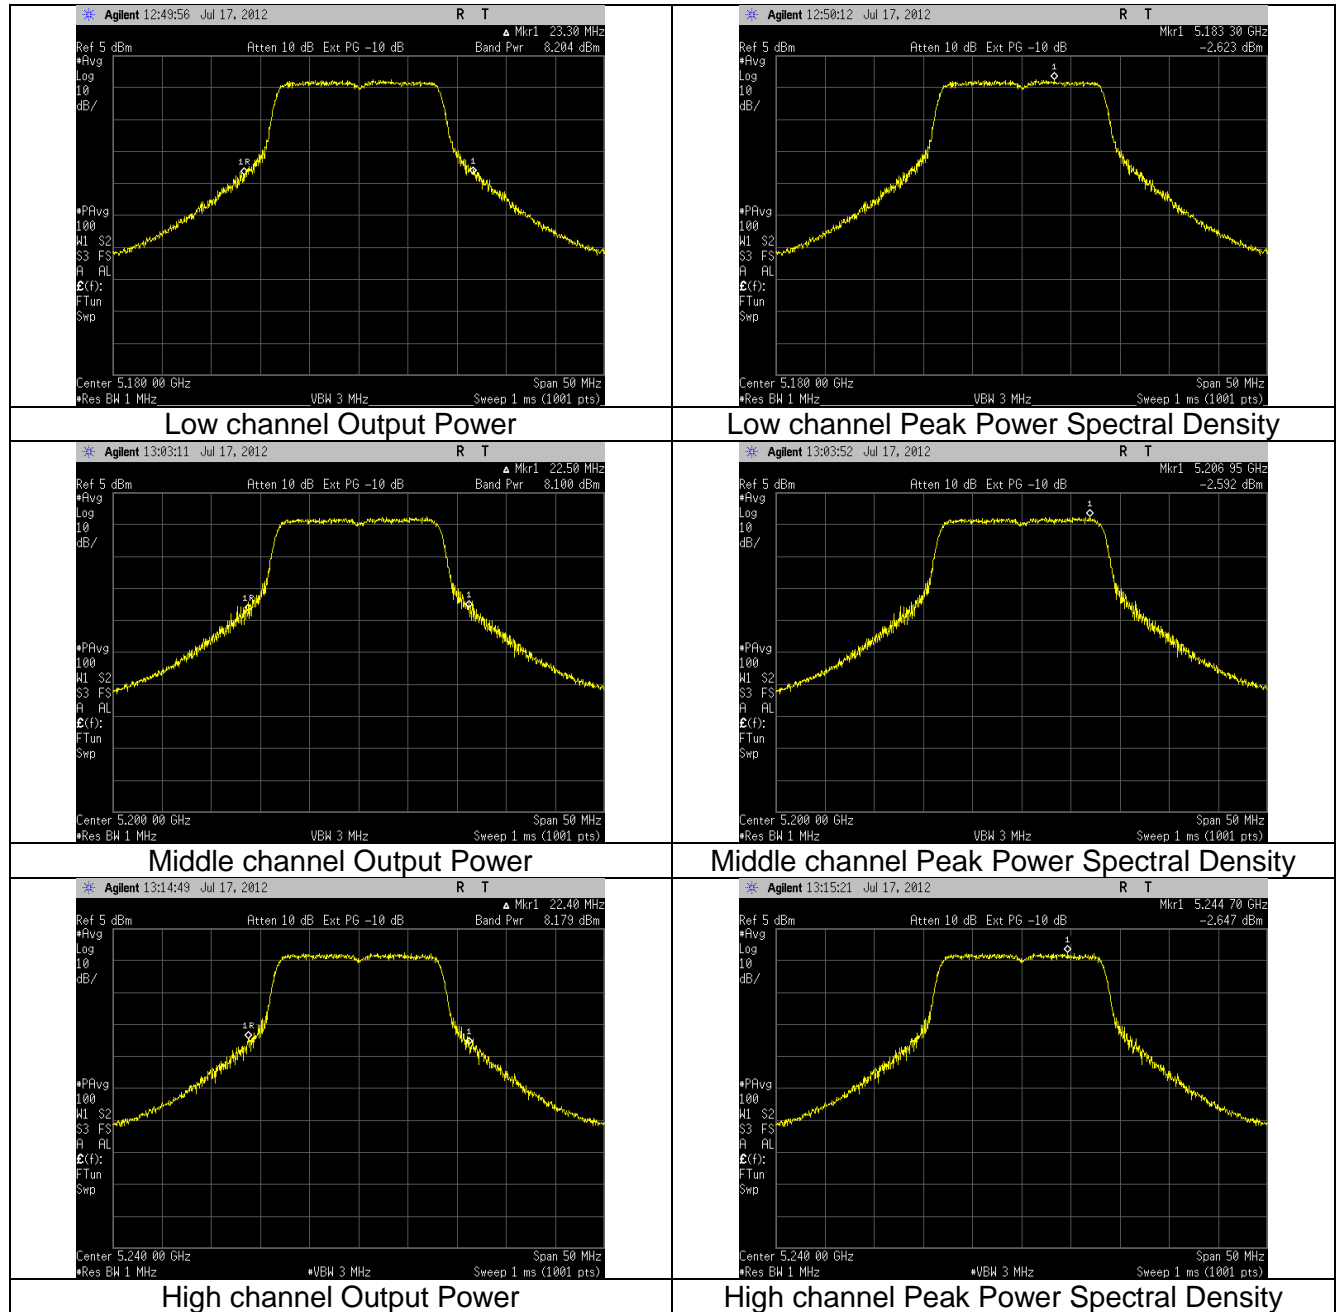 Agilent 12:49:56 Jul 17, 2012 R T
Δ Mkr1 23.30 MHz
Ref 5 dBm Atten 10 dB Ext PG -10 dB Band Pwr 8.204 dBm
#Avg
Log
10
dB/
1R
1
#PAvg
100
W1 S2
S3 FS
A AA
£(f):
FTun
Swp
Center 5.180 00 GHz Span 50 MHz
#Res BW 1 MHz VBW 3 MHz Sweep 1 ms (1001 pts)
Low channel Output Power
Agilent 12:50:12 Jul 17, 2012 R T
Mkr1 5.183 30 GHz
Ref 5 dBm Atten 10 dB Ext PG -10 dB -2.623 dBm
#Avg
Log
10
dB/
1
#PAvg
100
W1 S2
S3 FS
A AL
£(f):
FTun
Swp
Center 5.180 00 GHz Span 50 MHz
#Res BW 1 MHz VBW 3 MHz Sweep 1 ms (1001 pts)
Low channel Peak Power Spectral Density
Agilent 13:03:11 Jul 17, 2012 R T
Δ Mkr1 22.50 MHz
Ref 5 dBm Atten 10 dB Ext PG -10 dB Band Pwr 8.100 dBm
#Avg
Log
10
dB/
1R
1
#PAvg
100
W1 S2
S3 FS
A AL
£(f):
FTun
Swp
Center 5.200 00 GHz Span 50 MHz
#Res BW 1 MHz VBW 3 MHz Sweep 1 ms (1001 pts)
Middle channel Output Power
Agilent 13:03:52 Jul 17, 2012 R T
Mkr1 5.206 95 GHz
Ref 5 dBm Atten 10 dB Ext PG -10 dB -2.592 dBm
#Avg
Log
10
dB/
1
#PAvg
100
W1 S2
S3 FS
A AL
£(f):
FTun
Swp
Center 5.200 00 GHz Span 50 MHz
#Res BW 1 MHz VBW 3 MHz Sweep 1 ms (1001 pts)
Middle channel Peak Power Spectral Density
Agilent 13:14:49 Jul 17, 2012 R T
Δ Mkr1 22.40 MHz
Ref 5 dBm Atten 10 dB Ext PG -10 dB Band Pwr 8.179 dBm
#Avg
Log
10
dB/
1R
1
#PAvg
100
W1 S2
S3 FS
A AL
£(f):
FTun
Swp
Center 5.240 00 GHz Span 50 MHz
#Res BW 1 MHz #VBW 3 MHz Sweep 1 ms (1001 pts)
High channel Output Power
Agilent 13:15:21 Jul 17, 2012 R T
Mkr1 5.244 70 GHz
Ref 5 dBm Atten 10 dB Ext PG -10 dB -2.647 dBm
#Avg
Log
10
dB/
1
#PAvg
100
W1 S2
S3 FS
A AL
£(f):
FTun
Swp
Center 5.240 00 GHz Span 50 MHz
#Res BW 1 MHz #VBW 3 MHz Sweep 1 ms (1001 pts)
High channel Peak Power Spectral Density